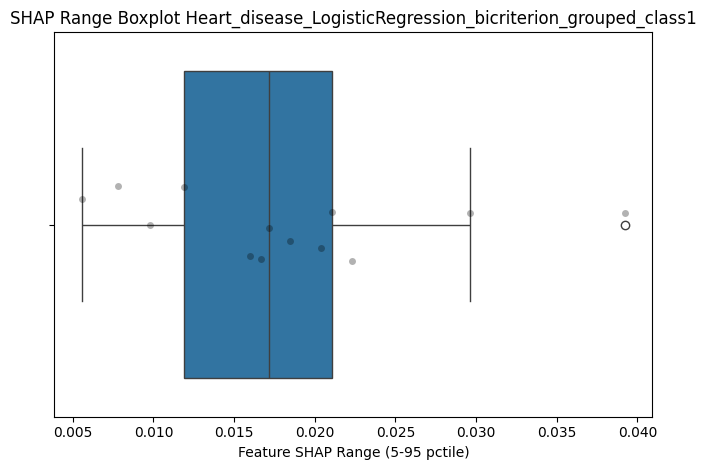 SHAP Range Boxplot Heart_disease_LogisticRegression_bicriterion_grouped_class1
0.005 0.010 0.015 0.020 0.025 0.030 0.035 0.040
Feature SHAP Range (5-95 pctile)